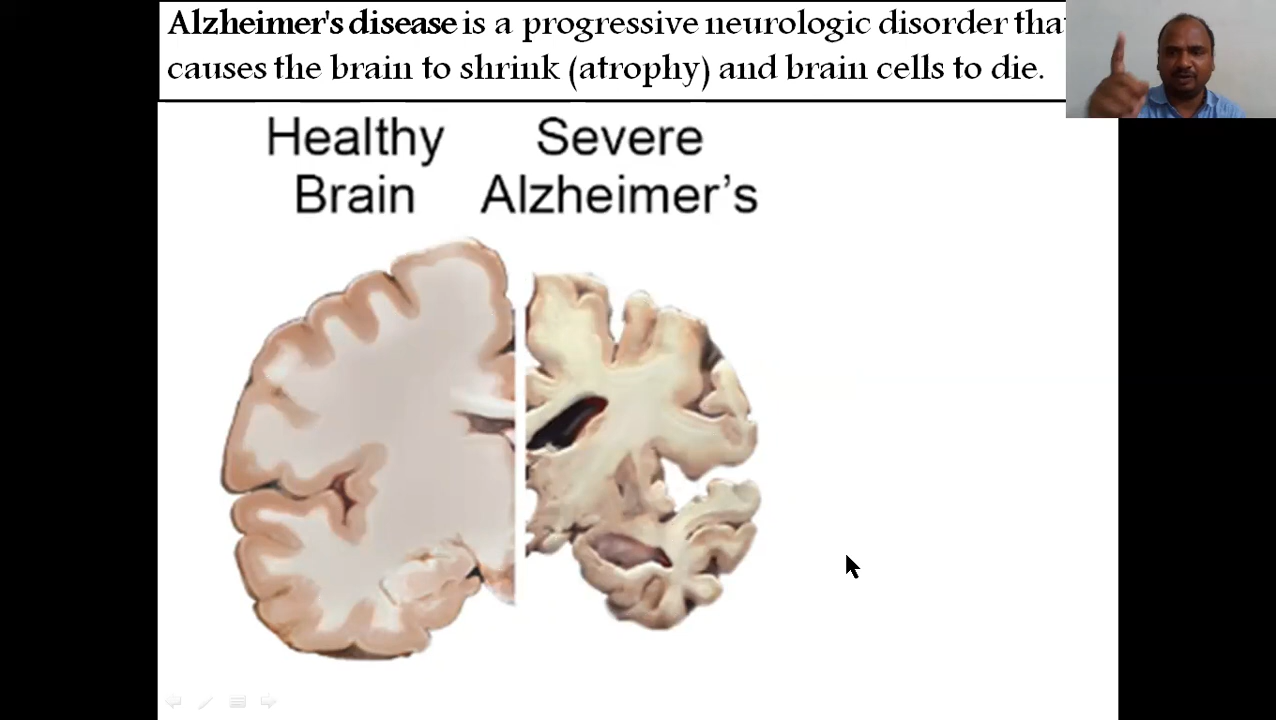 Alzheimer's disease is a progressive neurologic disorder
causes the brain to shrink (atrophy) and brain cells to die.
Healthy Severe
Brain Alzheimer’s